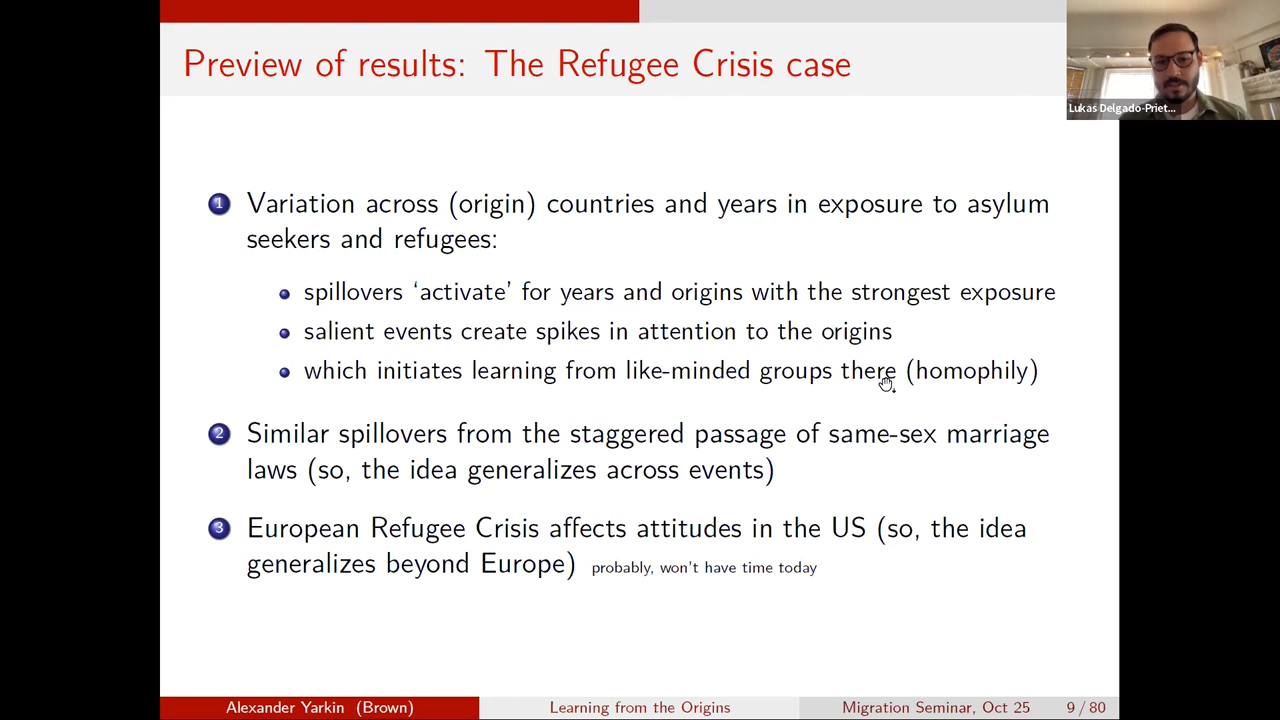 Preview of results: The Refugee Crisis case
Lukas Delgado-Priet...
1 Variation across (origin) countries and years in exposure to asylum
seekers and refugees:
spillovers ‘activate’ for years and origins with the strongest exposure
salient events create spikes in attention to the origins
which initiates learning from like-minded groups there (homophily)
2 Similar spillovers from the staggered passage of same-sex marriage
laws (so, the idea generalizes across events)
3 European Refugee Crisis affects attitudes in the US (so, the idea
generalizes beyond Europe) probably, won't have time today
Alexander Yarkin (Brown) Learning from the Origins Migration Seminar, Oct 25 9 / 80